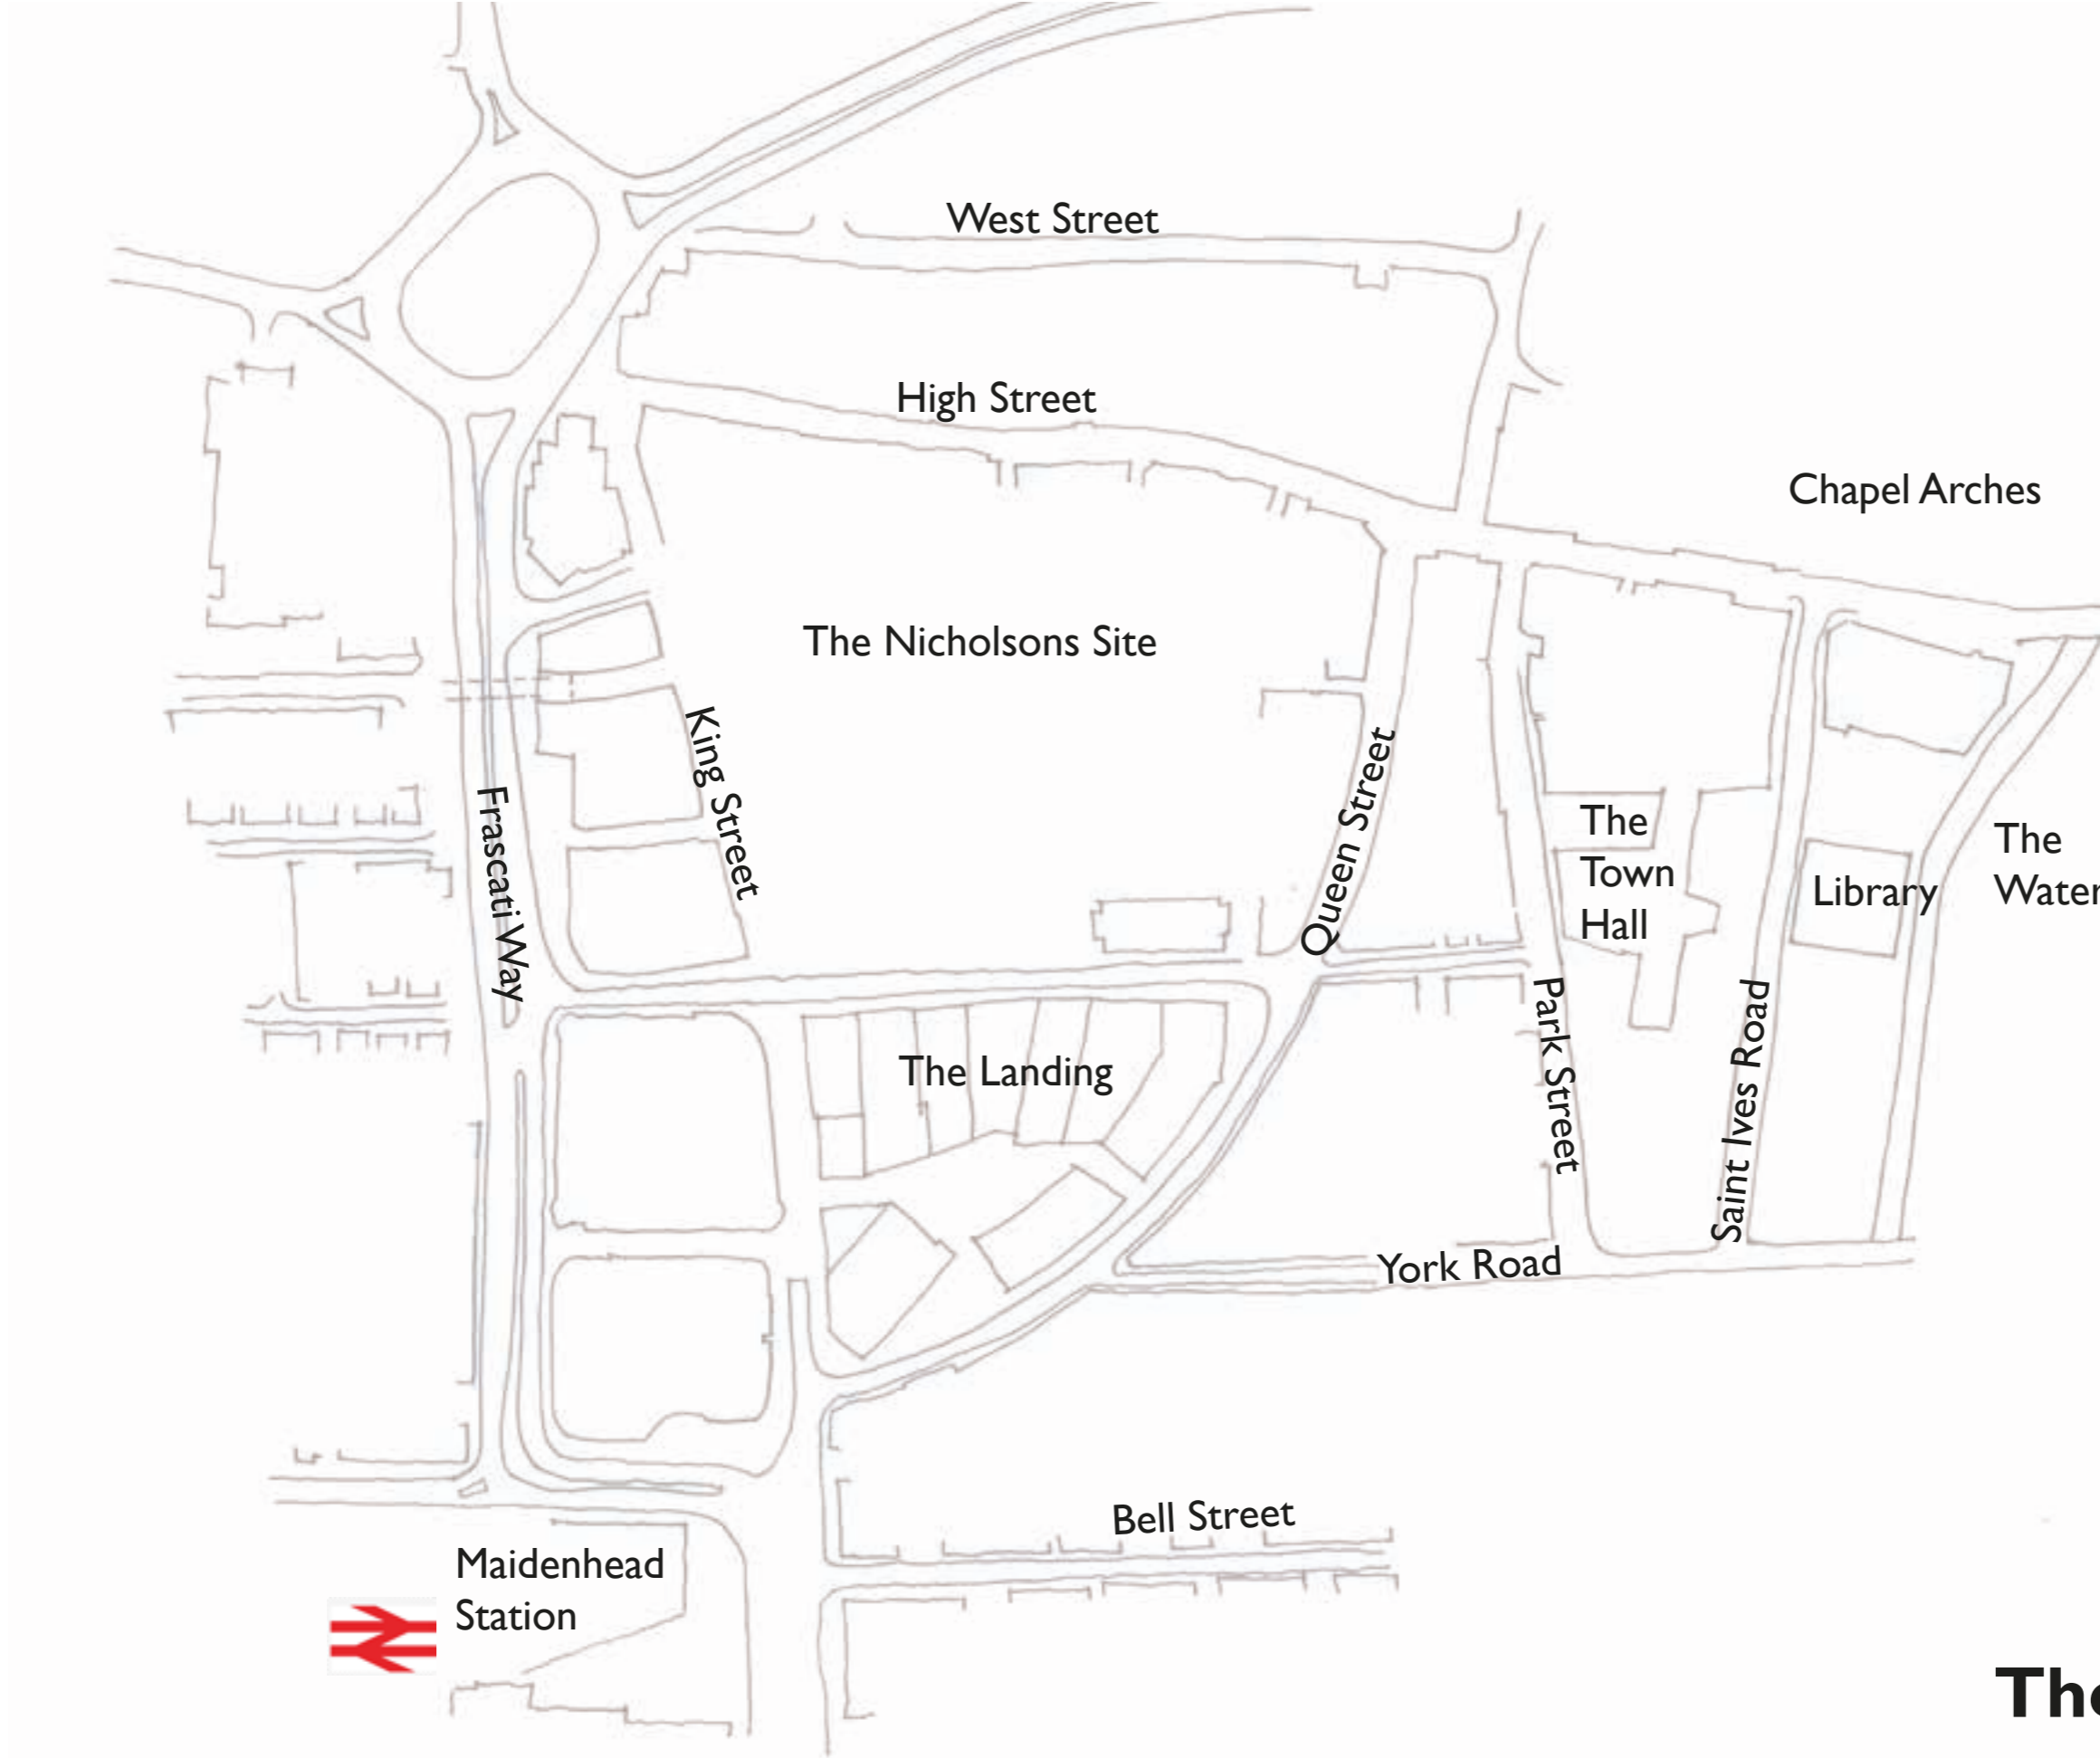 West Street
High Street
Chapel Arches
The Nicholsons Site
King Street
Frascati Way
Queen Street
The
Town
Hall
Library
The
Park Street
Saint Ives Road
The Landing
York Road
Bell Street
Maidenhead
Station